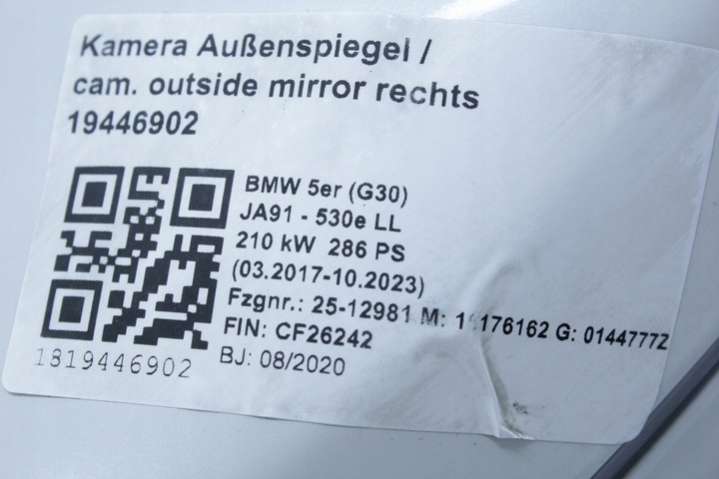 Kamera Außenspiegel /
cam. outside mirror rechts
19446902
BMW 5er (G30)
JA91 - 530e LL
210 kW 286 PS
(03.2017-10.2023)
Fzgnr.: 25-12981 M: G: 0144777Z
FIN: CF26242
BJ: 08/2020
1819446902